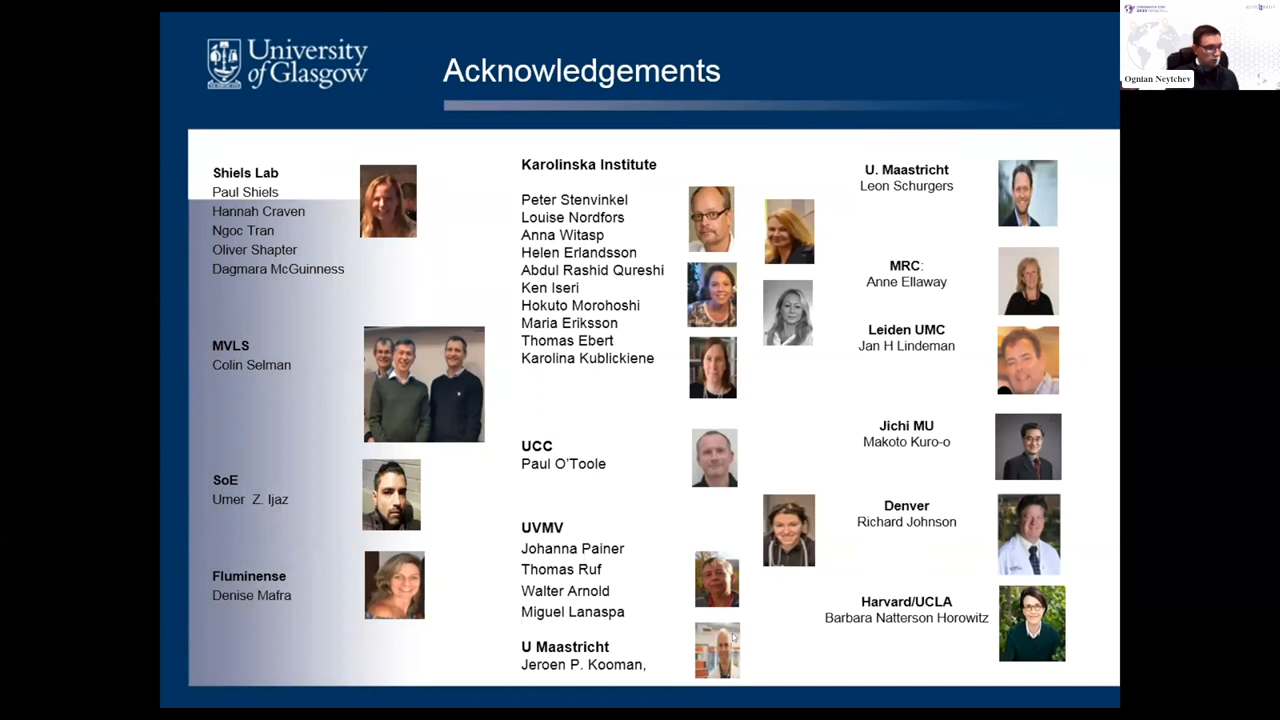 University
of Glasgow
Acknowledgements
Shiels Lab
Paul Shiels
Hannah Craven
Ngoc Tran
Oliver Shapter
Dagmara McGuinness
MVLS
Colin Selman
SoE
Umer Z. Ijaz
Fluminense
Denise Mafra
Karolinska Institute
Peter Stenvinkel
Louise Nordfors
Anna Witasp
Helen Erlandsson
Abdul Rashid Qureshi
Ken Iseri
Hokuto Morohoshi
Maria Eriksson
Thomas Ebert
Karolina Kublickiene
UCC
Paul O'Toole
UVMV
Johanna Painer
Thomas Ruf
Walter Arnold
Miguel Lanaspa
U Maastricht
Jeroen P. Kooman,
U. Maastricht
Leon Schurgers
MRC:
Anne Ellaway
Leiden UMC
Jan H Lindeman
Jichi MU
Makoto Kuro-o
Denver
Richard Johnson
Harvard/UCLA
Barbara Natterson Horowitz
Ognian Neytchev